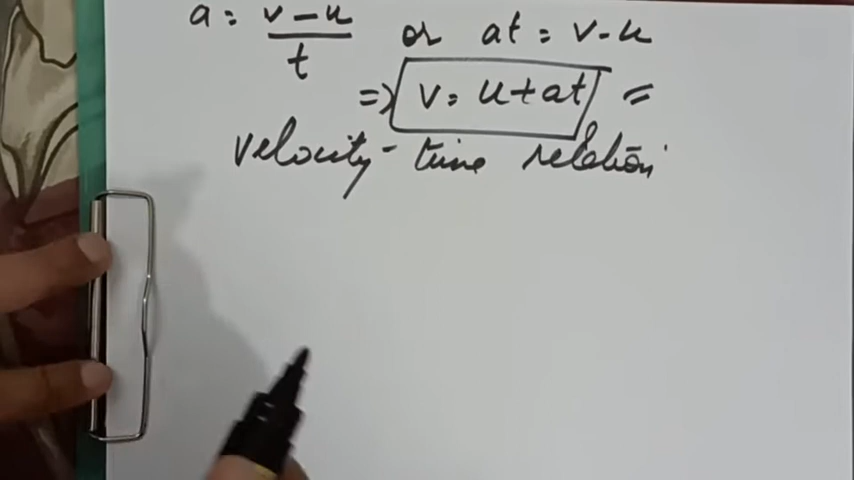 a = v - u / t or at = v - u
⇒ v = u + at =
velocity - time relation